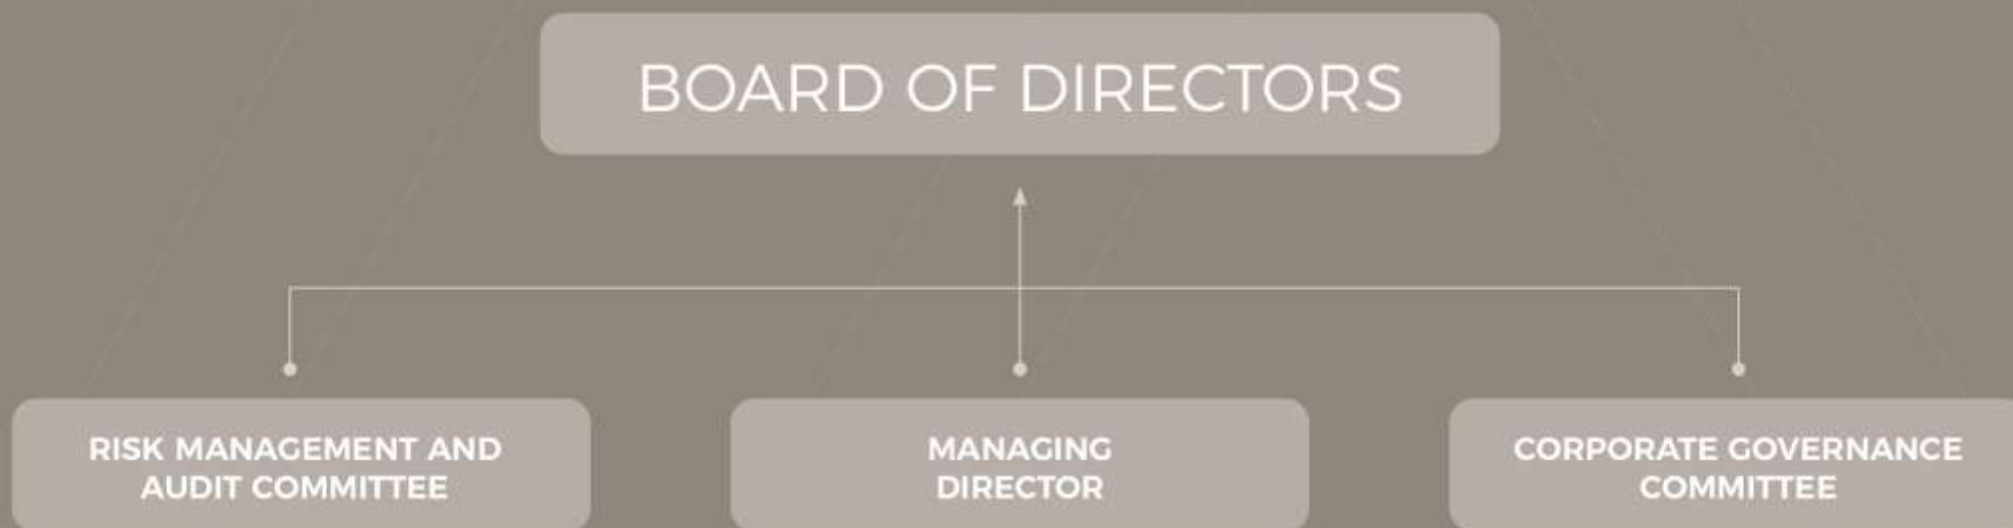 BOARD OF DIRECTORS
RISK MANAGEMENT AND
AUDIT COMMITTEE
MANAGING
DIRECTOR
CORPORATE GOVERNANCE
COMMITTEE